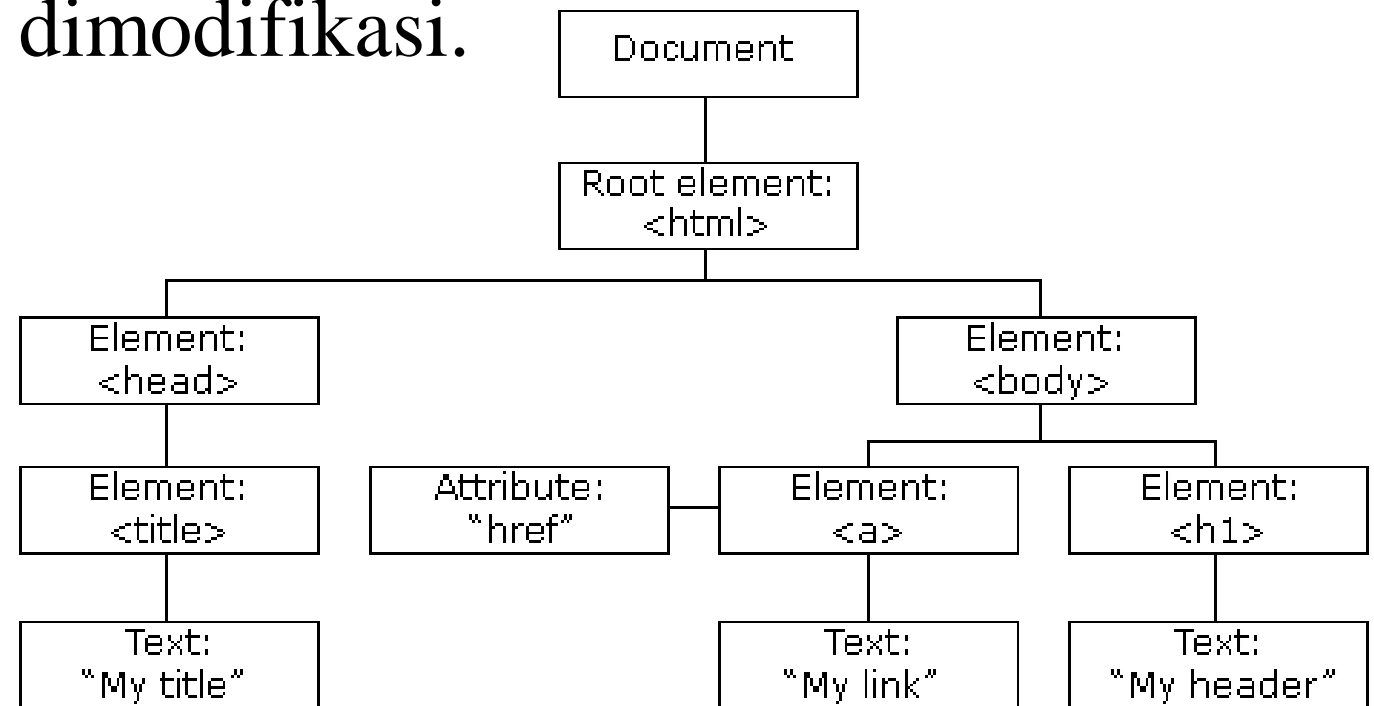 dimodifikasi.
Document
Root element:
<html>
Element:
<head>
Element:
<body>
Element:
<title>
Attribute:
“href”
Element:
<a>
Element:
<h1>
Text:
“My title”
Text:
“My link”
Text:
“My header”